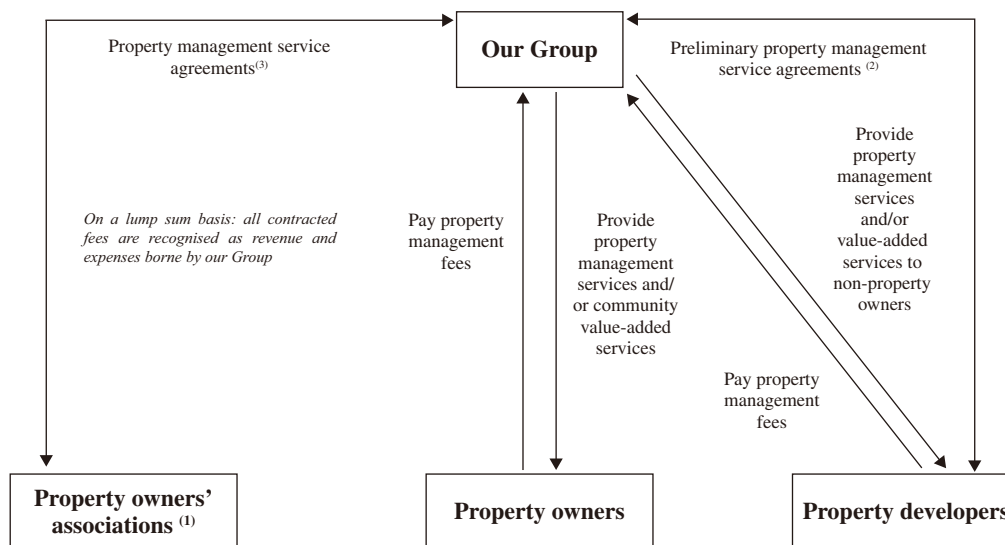 Our Group
Property management service
agreements(3)
Preliminary property management
service agreements (2)
On a lump sum basis: all contracted
fees are recognised as revenue and
expenses borne by our Group
Pay property
management
fees
Provide
property
management
services and/
or community
value-added
services
Provide
property
management
services
and/or
value-added
services to
non-property
owners
Pay property
management
fees
Property owners’
associations (1)
Property owners
Property developers